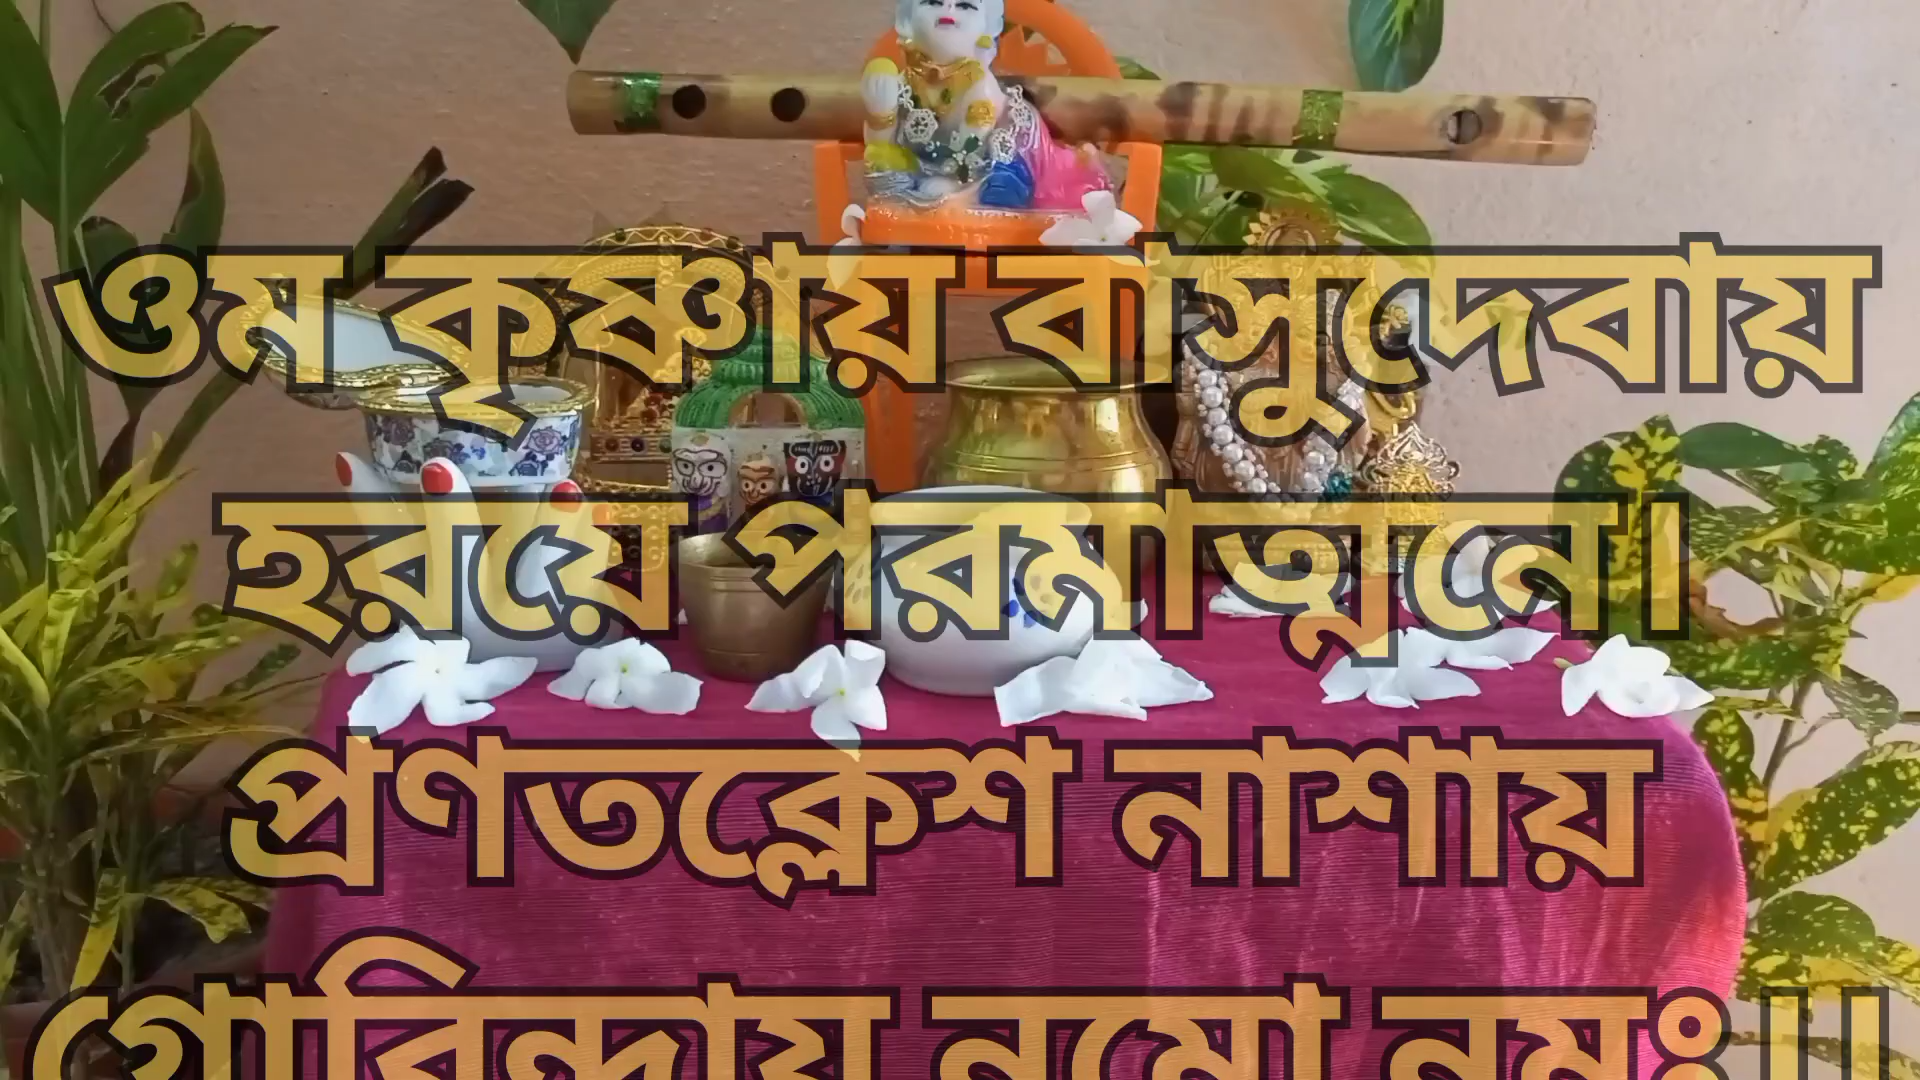 ওম কৃষ্ণায় বাসুদেবায়
হরয়ে পরমাত্মনে।
প্রণতক্লেশ নাশায়
গোবিন্দায় নমো নমঃ।।